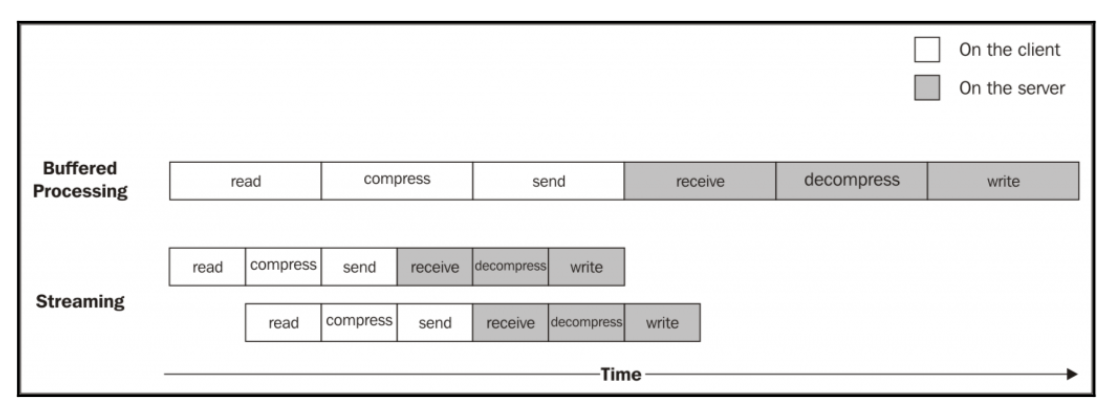 On the client
On the server
Buffered
Processing
read compress send receive decompress write
read compress send receive decompress write
Streaming
read compress send receive decompress write
Time